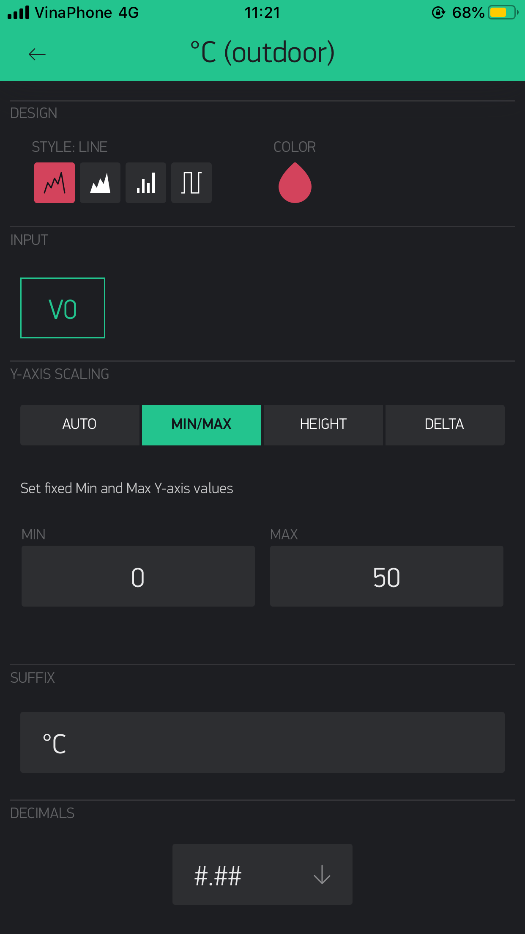 VinaPhone 4G 11:21 68%
°C (outdoor)
DESIGN
STYLE: LINE COLOR
INPUT
V0
Y-AXIS SCALING
AUTO MIN/MAX HEIGHT DELTA
Set fixed Min and Max Y-axis values
MIN MAX
0 50
SUFFIX
°C
DECIMALS
#.##